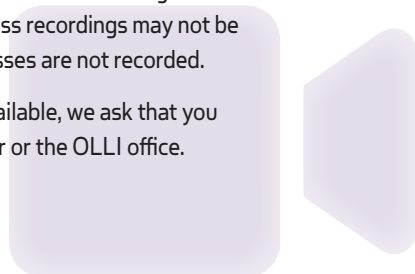 ss recordings may not be
sses are not recorded.
ailable, we ask that you
r or the OLLI office.